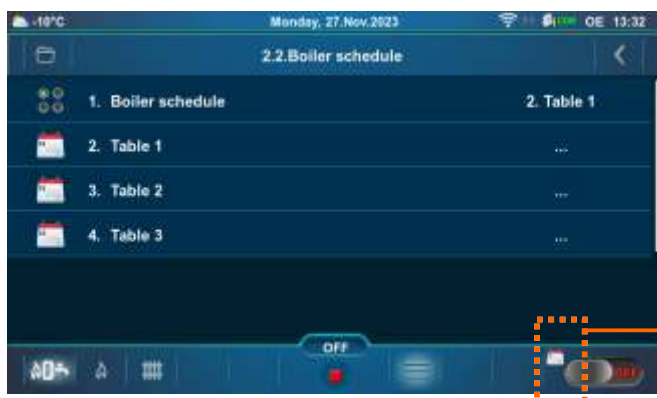 -10°C Monday, 27.Nov.2023 OE 13:32
2.2.Boiler schedule
1. Boiler schedule 2. Table 1
2. Table 1 ...
3. Table 2 ...
4. Table 3 ...
OFF
OFF